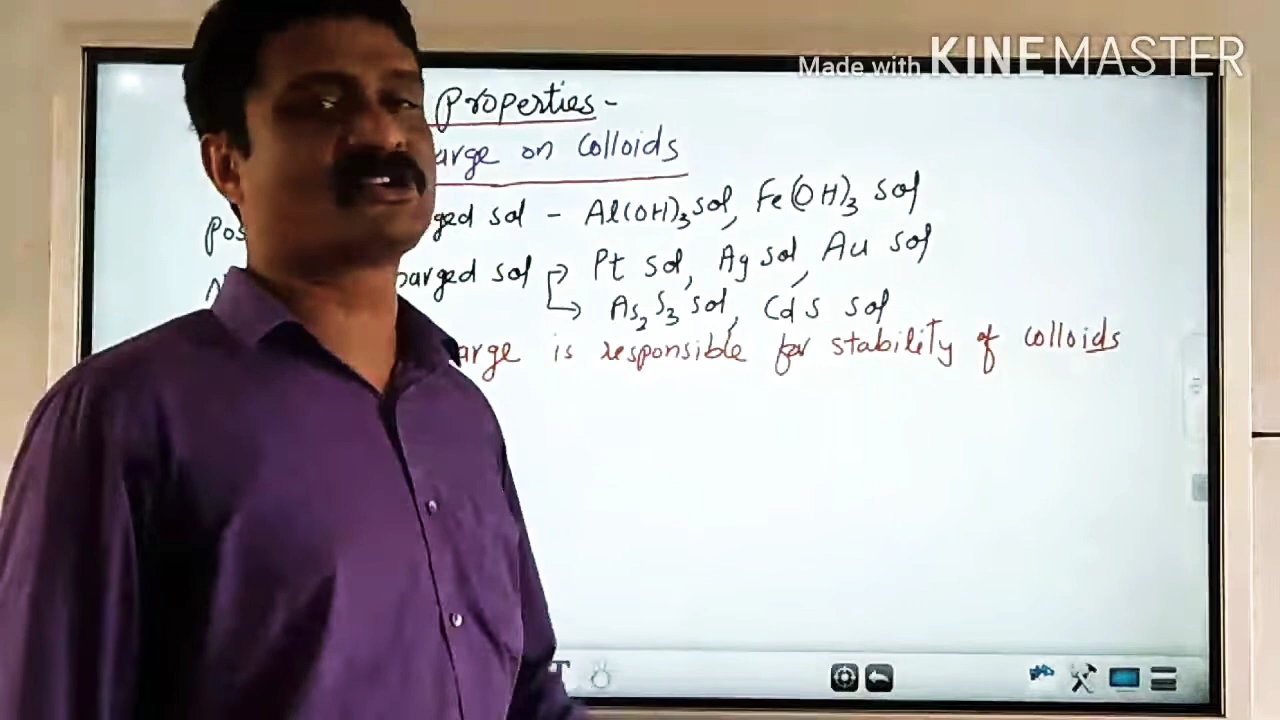 Made with KINEMASTER
Properties-
arge on Colloids
Pos ged sol - Al(OH)₃ sol, Fe(OH)₃ sol
N harged sol → Pt sol, Ag sol, Au sol
→ As₂S₃ sol, CdS sol
arge is responsible for stability of colloids
T